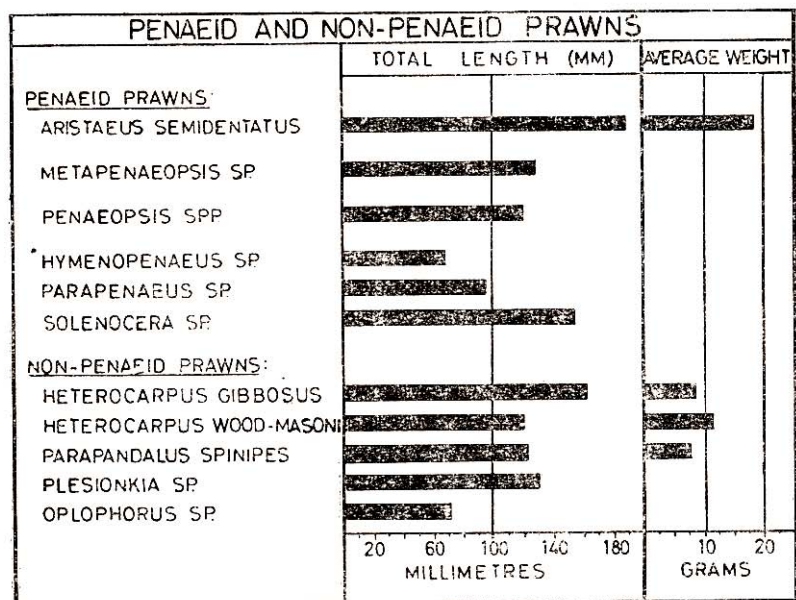 PENAEID AND NON-PENAEID PRAWNS
TOTAL LENGTH (MM) AVERAGE WEIGHT
PENAEID PRAWNS:
ARISTAEUS SEMIDENTATUS
METAPENAEOPSIS SP.
PENAEOPSIS SPP
HYMENOPENAEUS SP.
PARAPENAEUS SP.
SOLENOCERA SP.
NON-PENAEID PRAWNS:
HETEROCARPUS GIBBOSUS
HETEROCARPUS WOOD-MASONI
PARAPANDALUS SPINIPES
PLESIONKIA SP.
OPLOPHORUS SP.
20 60 100 140 180 10 20
MILLIMETRES GRAMS